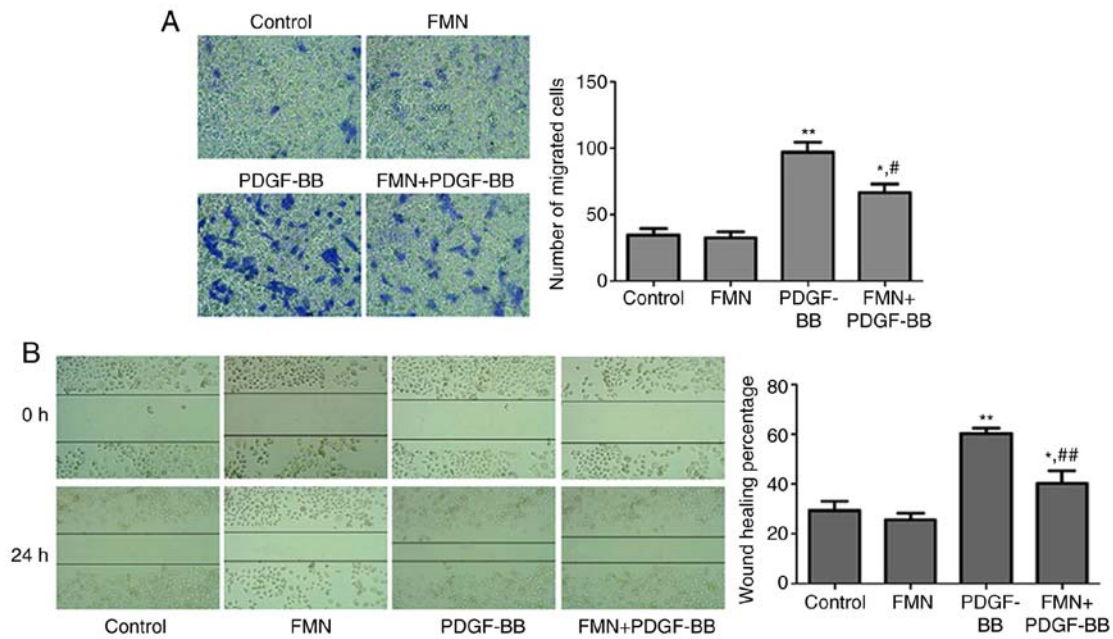 A
Control
FMN
PDGF-BB
FMN+PDGF-BB
Number of migrated cells
150
100
50
0
**
*,#
Control
FMN
PDGF-
BB
FMN+
PDGF-BB
B
0 h
24 h
Control
FMN
PDGF-BB
FMN+PDGF-BB
Wound healing percentage
80
60
40
20
0
**
*,##
Control
FMN
PDGF-
BB
FMN+
PDGF-BB